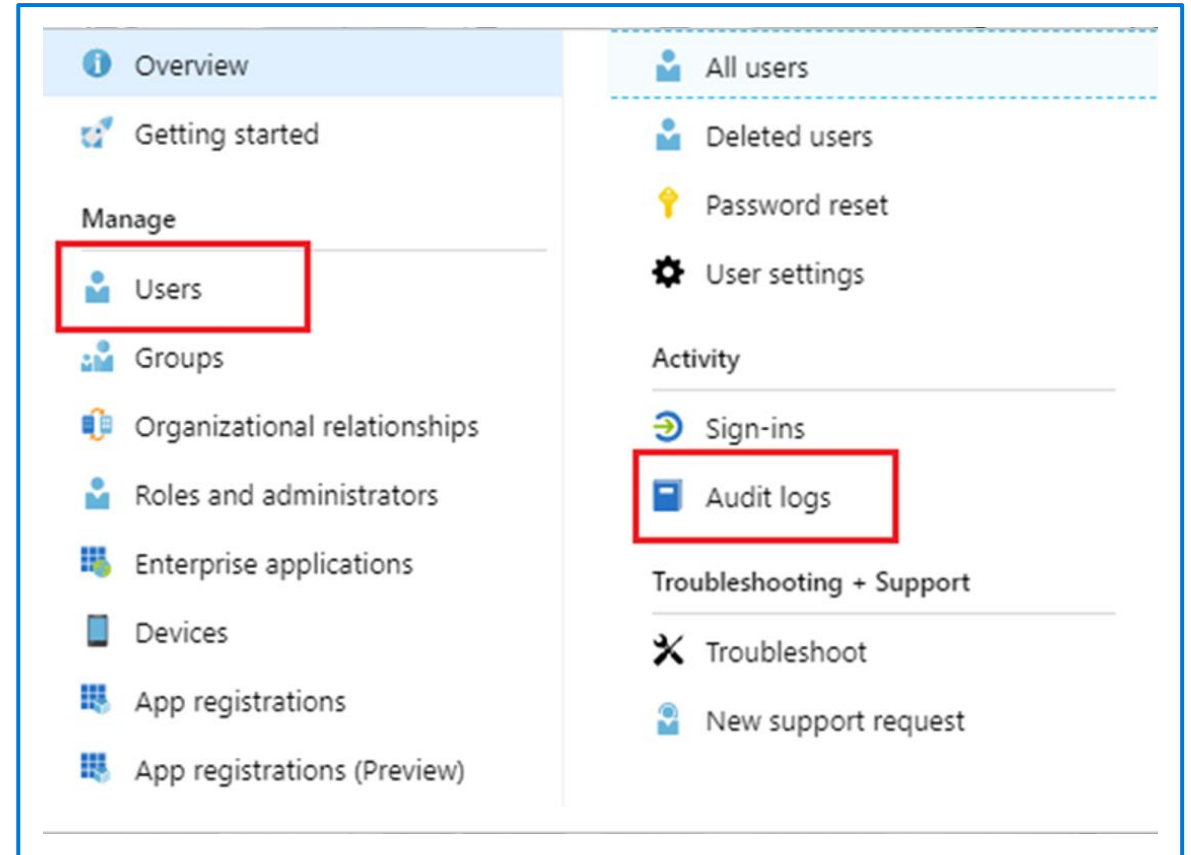 Overview
Getting started
Manage
Users
Groups
Organizational relationships
Roles and administrators
Enterprise applications
Devices
App registrations
App registrations (Preview)
All users
Deleted users
Password reset
User settings
Activity
Sign-ins
Audit logs
Troubleshooting + Support
Troubleshoot
New support request